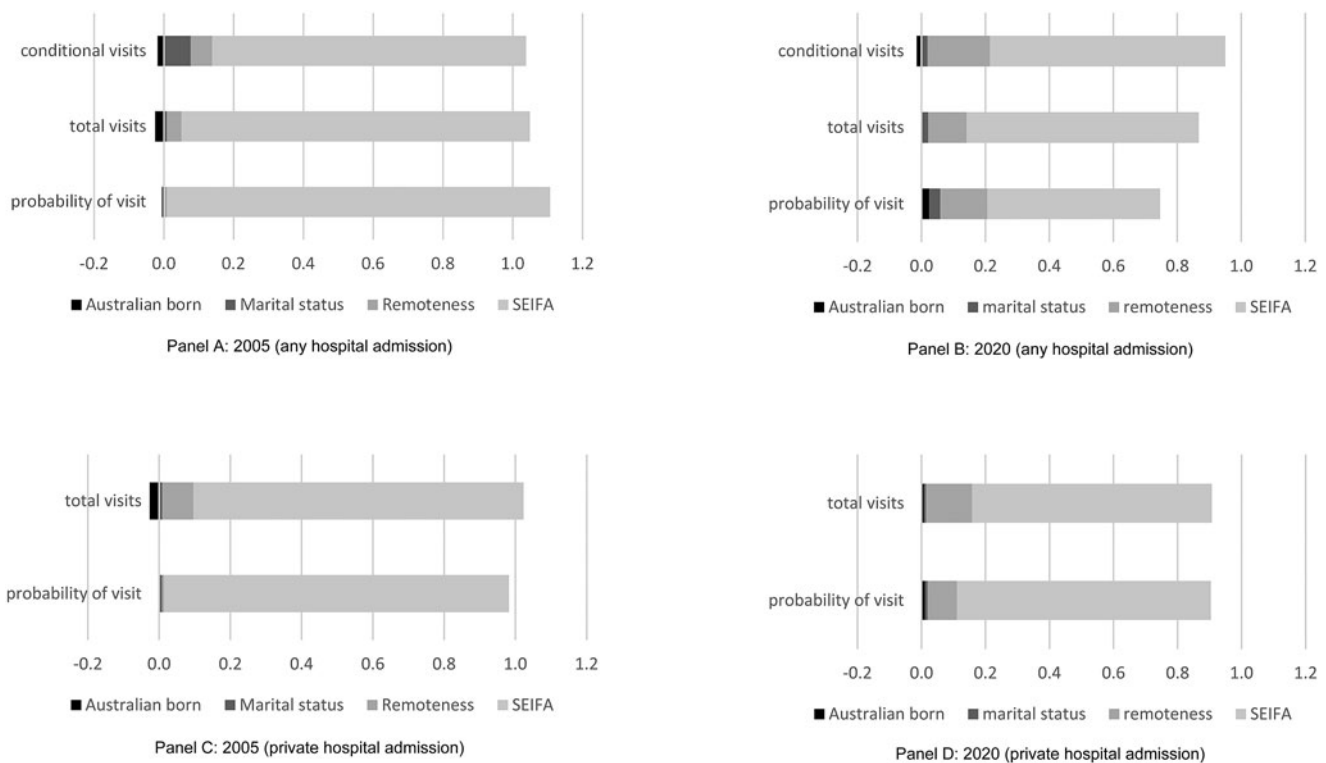 conditional visits
total visits
probability of visit
-0.2 0.0 0.2 0.4 0.6 0.8 1.0 1.2
■ Australian born ■ Marital status ■ Remoteness ■ SEIFA
Panel A: 2005 (any hospital admission)
conditional visits
total visits
probability of visit
-0.2 0.0 0.2 0.4 0.6 0.8 1.0 1.2
■ Australian born ■ marital status ■ remoteness ■ SEIFA
Panel B: 2020 (any hospital admission)
total visits
probability of visit
-0.2 0.0 0.2 0.4 0.6 0.8 1.0 1.2
■ Australian born ■ Marital status ■ Remoteness ■ SEIFA
Panel C: 2005 (private hospital admission)
total visits
probability of visit
-0.2 0.0 0.2 0.4 0.6 0.8 1.0 1.2
■ Australian born ■ marital status ■ remoteness ■ SEIFA
Panel D: 2020 (private hospital admission)